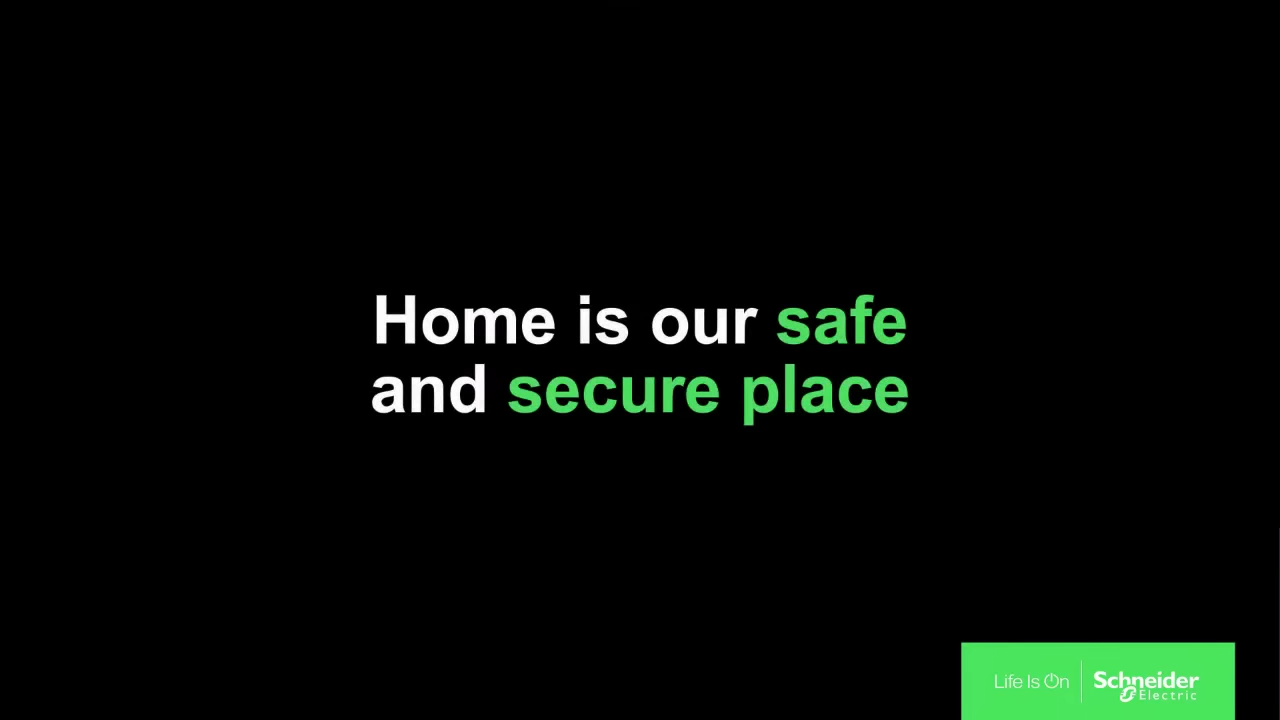 Home is our safe
and secure place
Life Is On
Schneider
Electric